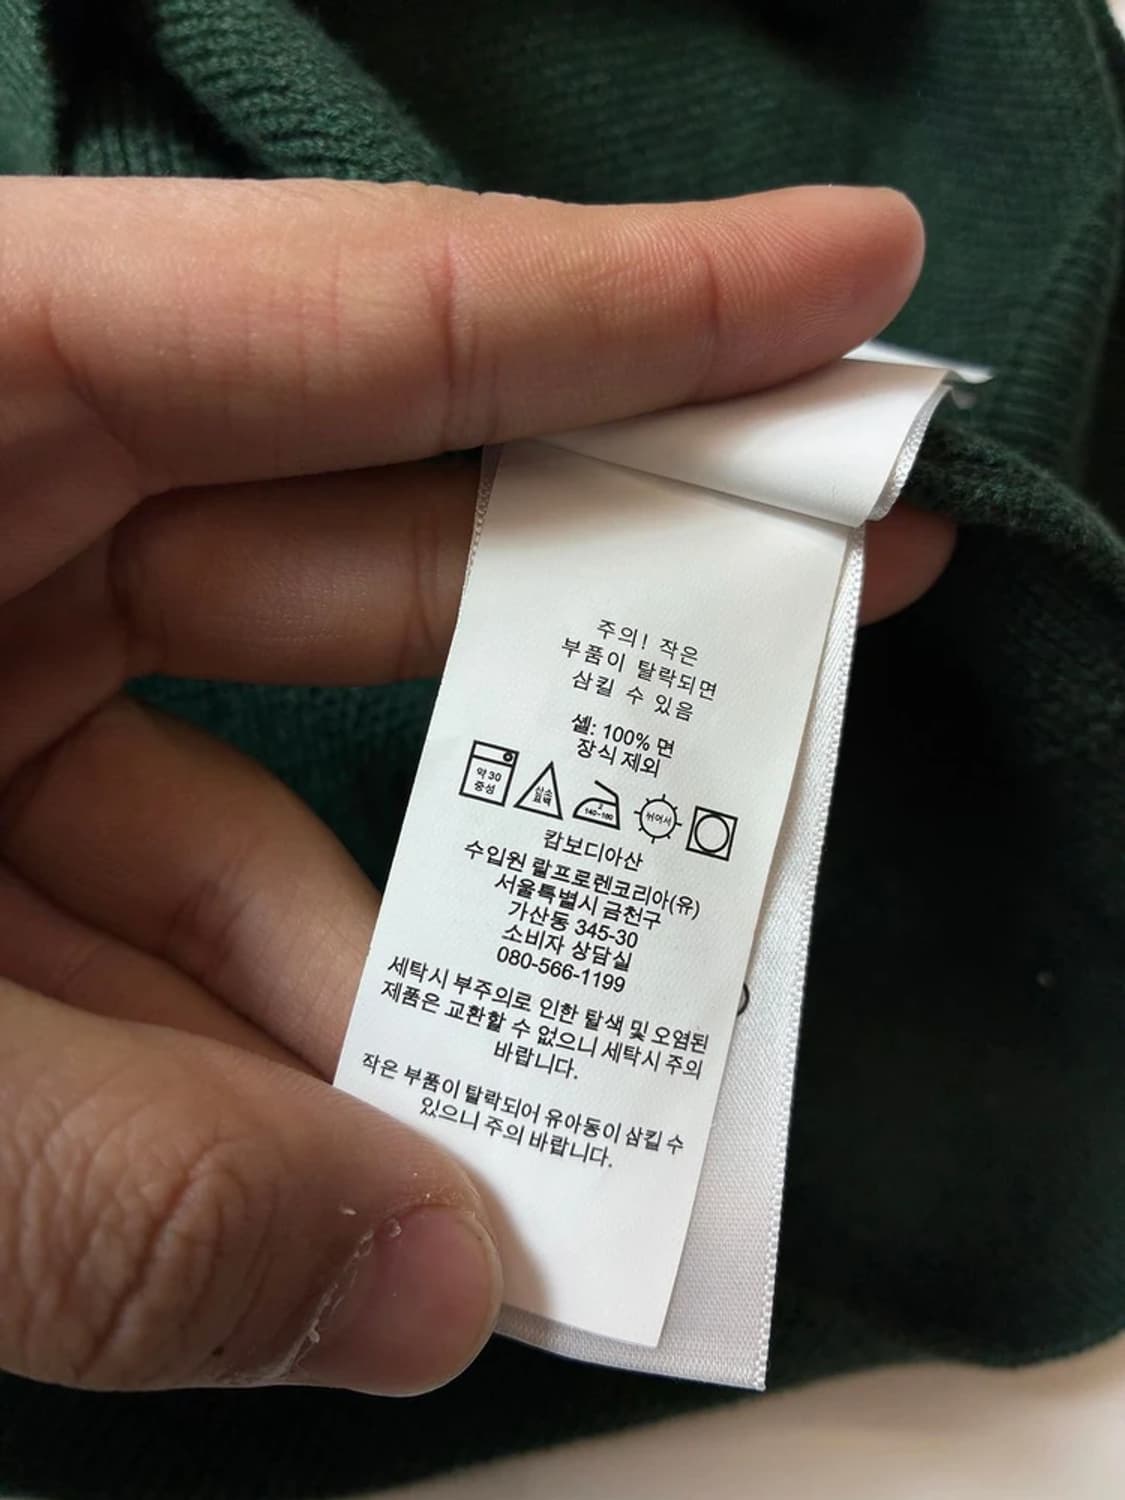 주의! 작은
부품이 탈락되면
삼킬 수 있음
셸: 100% 면
장식 제외
약 30
중성
산소
표백
2
140~160
뉘어서
캄보디아산
수입원 랄프로렌코리아(유)
서울특별시 금천구
가산동 345-30
소비자 상담실
080-566-1199
세탁시 부주의로 인한 탈색 및 오염된
제품은 교환할 수 없으니 세탁시 주의
바랍니다.
작은 부품이 탈락되어 유아동이 삼킬 수
있으니 주의 바랍니다.